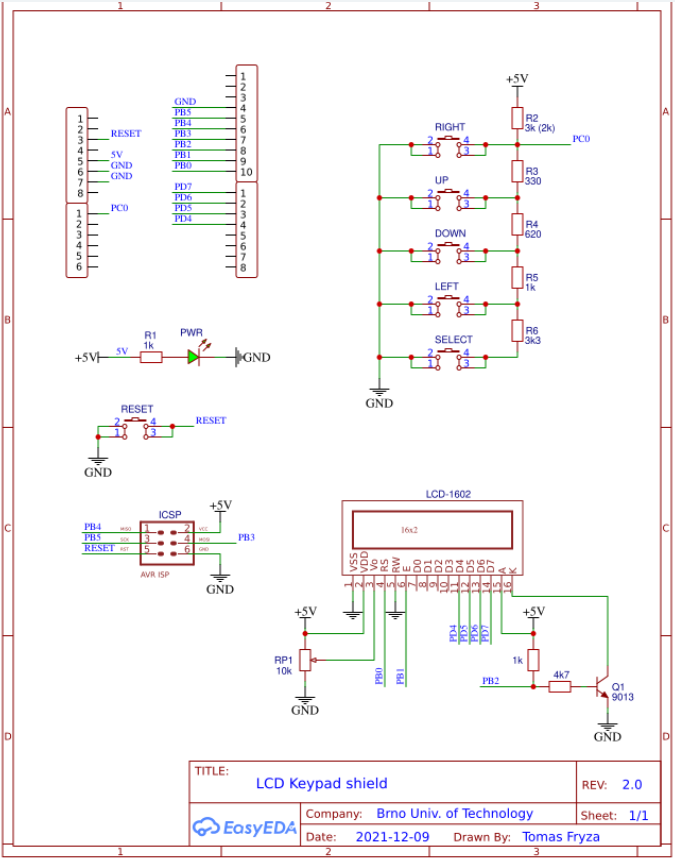 1 2 3
A
B
C
D
A
B
C
D
1
2
3
4
5
6
7
8
RESET
5V
GND
GND
1
2
3
4
5
6
PC0
1
2
3
4
5
6
7
8
9
10
GND
PB5
PB4
PB3
PB2
PB1
PB0
1
2
3
4
5
6
7
8
PD7
PD6
PD5
PD4
+5V
R2
3k (2k)
PC0
RIGHT
2 4
1 3
R3
330
UP
2 4
1 3
R4
620
DOWN
2 4
1 3
R5
1k
LEFT
2 4
1 3
R6
3k3
SELECT
2 4
1 3
GND
+5V 5V
R1
1k
PWR
GND
RESET
2 4
1 3
RESET
GND
ICSP
+5V
PB4 MISO 1 2 VCC
PB5 SCK 3 4 MOSI PB3
RESET RST 5 6 GND
AVR ISP
GND
LCD-1602
16x2
VSS VDD Vo RS RW E D0 D1 D2 D3 D4 D5 D6 D7 A K
1 2 3 4 5 6 7 8 9 10 11 12 13 14 15 16
+5V
RP1
10k
GND
PB0
PB1
PD4
PD5
PD6
PD7
+5V
1k
PB2
4k7
Q1
9013
GND
TITLE:
LCD Keypad shield
REV: 2.0
EasyEDA
Company: Brno Univ. of Technology
Sheet: 1/1
Date: 2021-12-09 Drawn By: Tomas Fryza
1 2 3